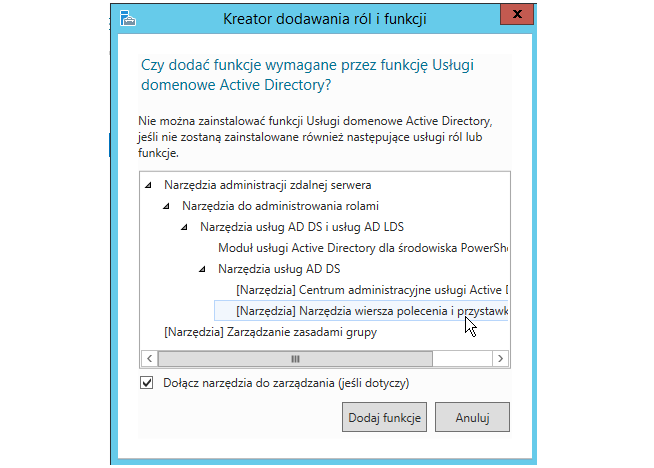 Kreator dodawania ról i funkcji
x
Czy dodać funkcje wymagane przez funkcję Usługi
domenowe Active Directory?
Nie można zainstalować funkcji Usługi domenowe Active Directory,
jeśli nie zostaną zainstalowane również następujące usługi ról lub
funkcje.
Narzędzia administracji zdalnej serwera
Narzędzia do administrowania rolami
Narzędzia usług AD DS i usług AD LDS
Moduł usługi Active Directory dla środowiska PowerSh
Narzędzia usług AD DS
[Narzędzia] Centrum administracyjne usługi Active
[Narzędzia] Narzędzia wiersza polecenia i przystawk
[Narzędzia] Zarządzanie zasadami grupy
Dołącz narzędzia do zarządzania (jeśli dotyczy)
Dodaj funkcje
Anuluj